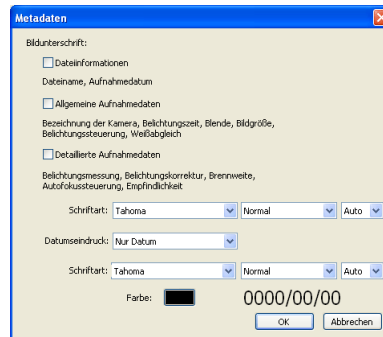 Metadaten
Bildunterschrift:
Dateiinformationen
Dateiname, Aufnahmedatum
Allgemeine Aufnahmedaten
Bezeichnung der Kamera, Belichtungszeit, Blende, Bildgröße,
Belichtungssteuerung, Weißabgleich
Detaillierte Aufnahmedaten
Belichtungsmessung, Belichtungskorrektur, Brennweite,
Autofokussteuerung, Empfindlichkeit
Schriftart: Tahoma Normal Auto
Datumseindruck: Nur Datum
Schriftart: Tahoma Normal Auto
Farbe: 0000/00/00
OK Abbrechen